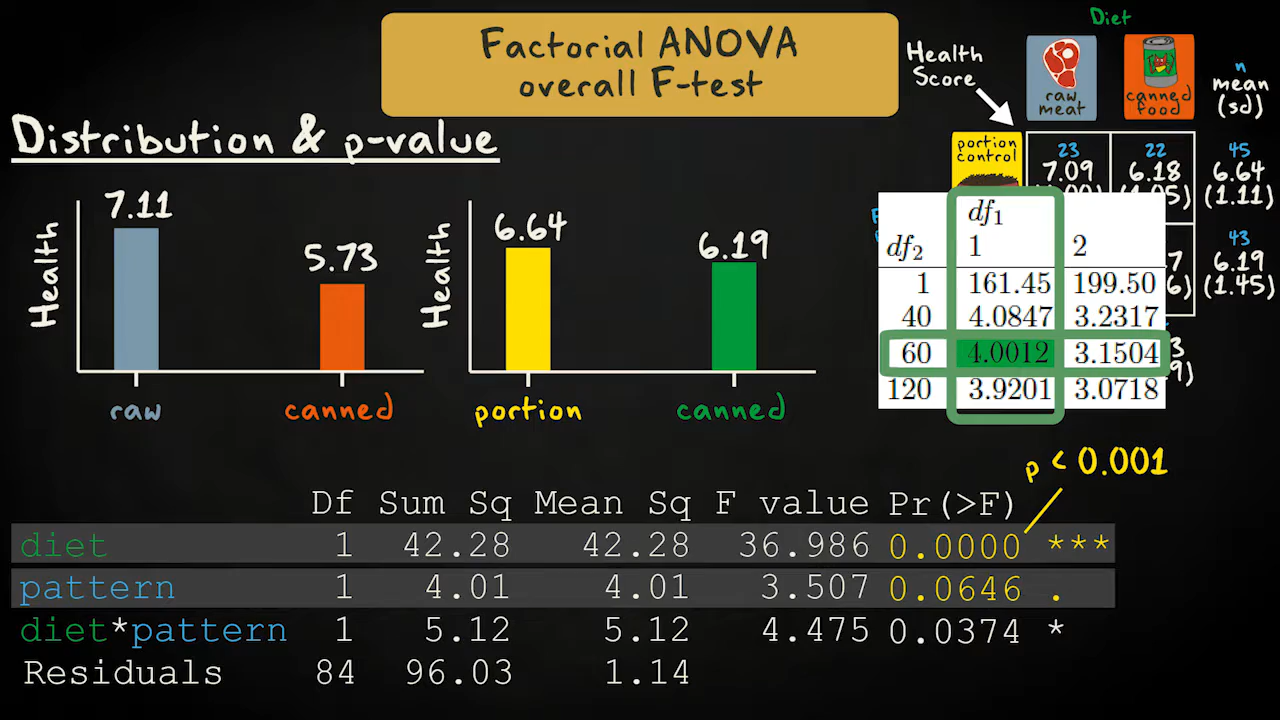 Factorial ANOVA
overall F-test
Diet
Health
Score
raw
meat
canned
food
n
mean
(sd)
Distribution & p-value
portion
control
23
7.09
22
6.18
45
6.64
(1.11)
43
6.19
(1.45)
Health
7.11
5.73
raw
canned
Health
6.64
6.19
portion
canned
df1
df2 1 2
1 161.45 199.50
40 4.0847 3.2317
60 4.0012 3.1504
120 3.9201 3.0718
p < 0.001
Df Sum Sq Mean Sq F value Pr(>F)
diet 1 42.28 42.28 36.986 0.0000 ***
pattern 1 4.01 4.01 3.507 0.0646 .
diet*pattern 1 5.12 5.12 4.475 0.0374 *
Residuals 84 96.03 1.14